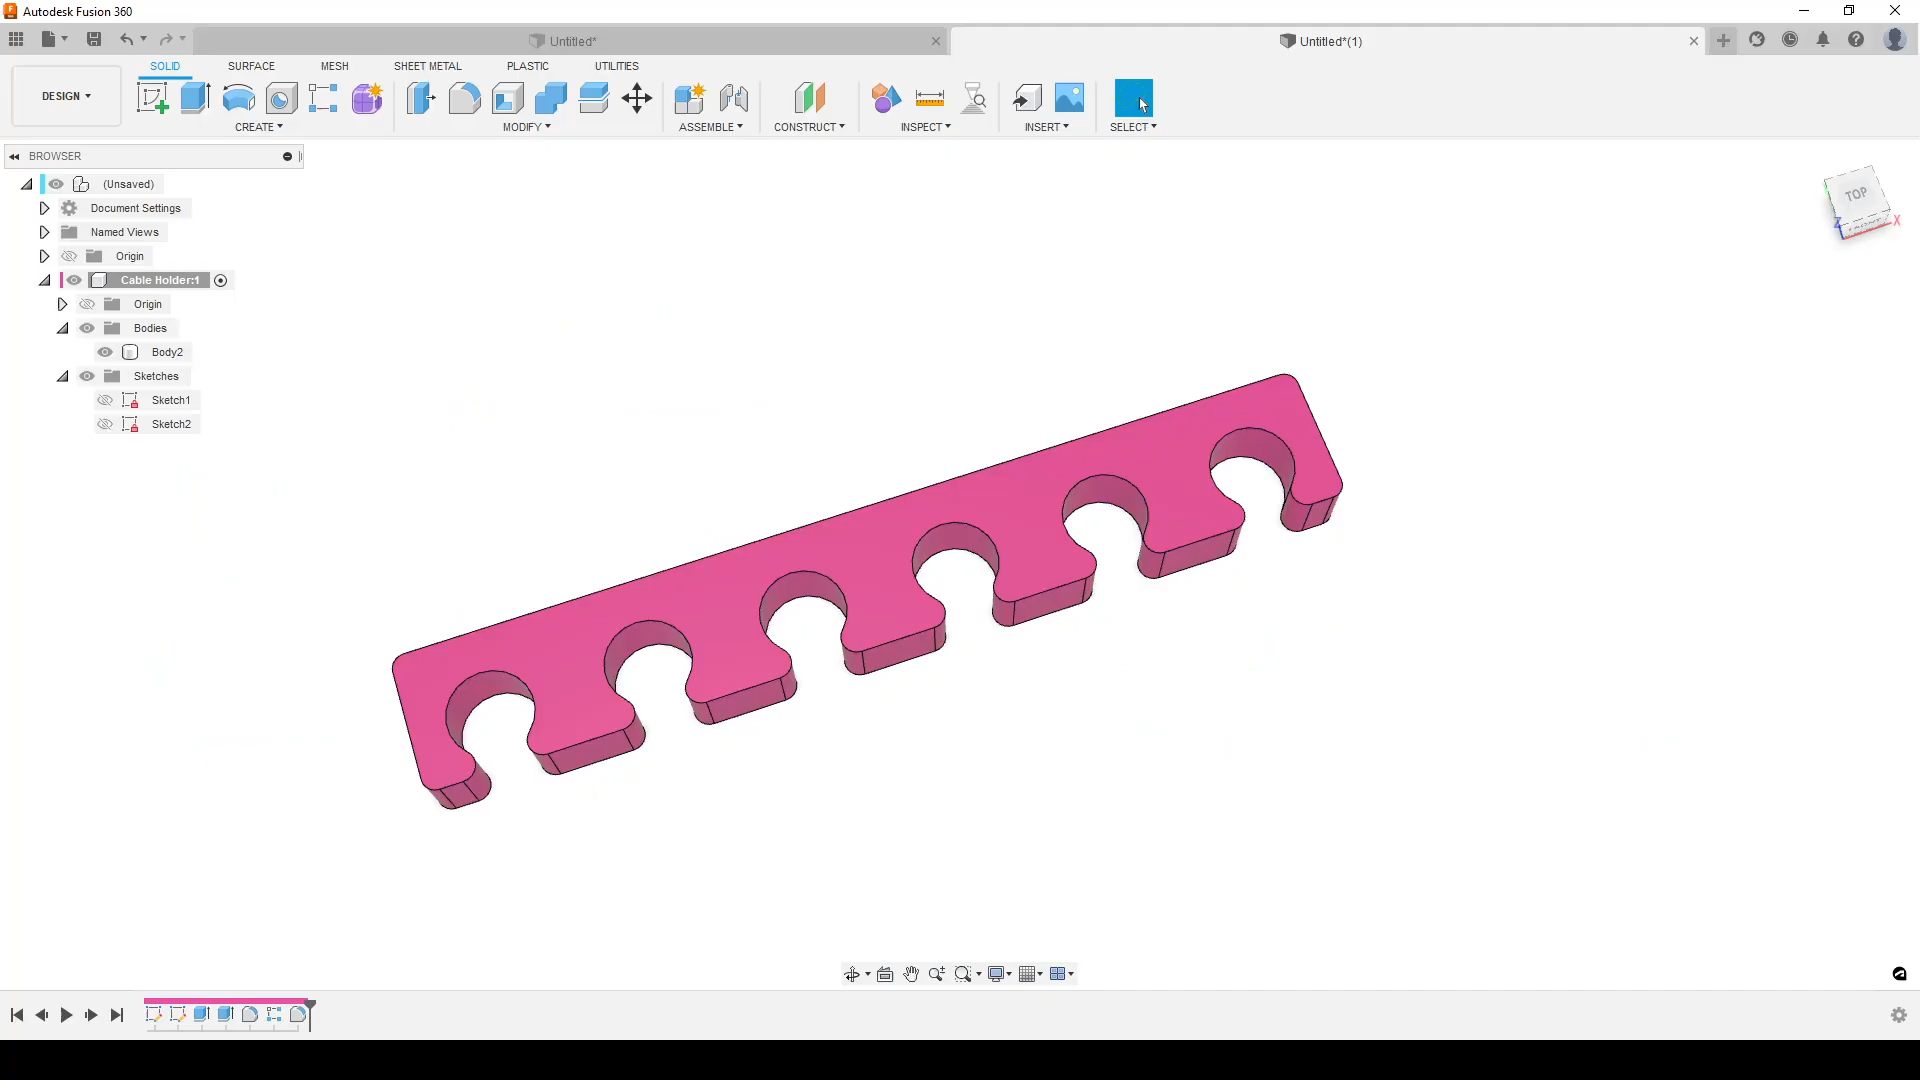 Autodesk Fusion 360
Untitled*
Untitled*(1)
SOLID
SURFACE
MESH
SHEET METAL
PLASTIC
UTILITIES
DESIGN
CREATE
MODIFY
ASSEMBLE
CONSTRUCT
INSPECT
INSERT
SELECT
BROWSER
(Unsaved)
Document Settings
Named Views
Origin
Cable Holder:1
Origin
Bodies
Body2
Sketches
Sketch1
Sketch2
TOP
Z
X